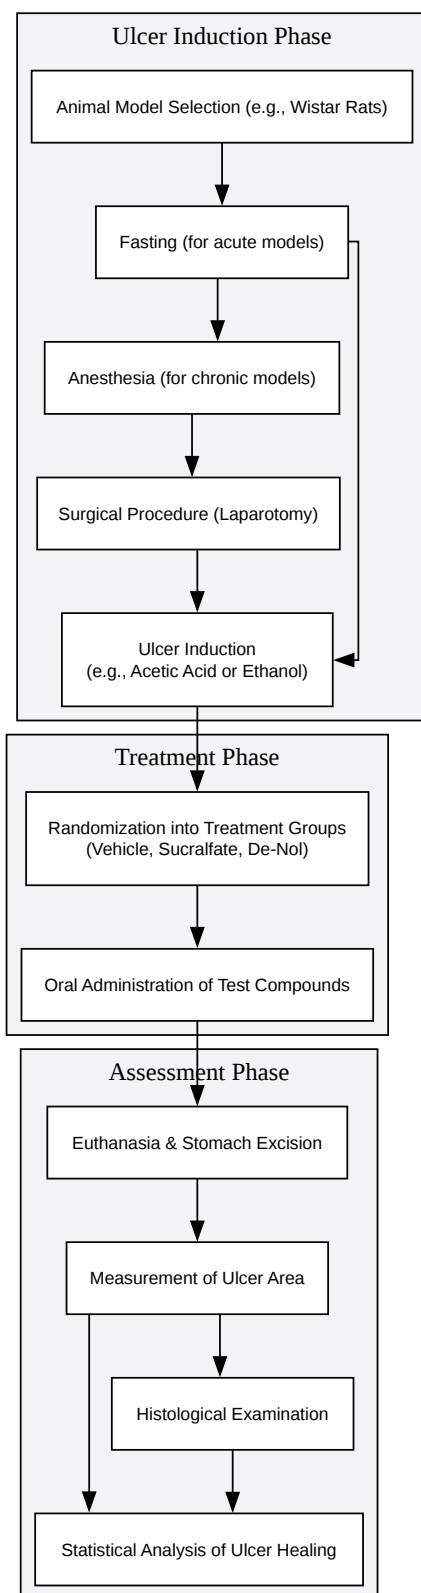 Ulcer Induction Phase
Animal Model Selection (e.g., Wistar Rats)
Fasting (for acute models)
Anesthesia (for chronic models)
Surgical Procedure (Laparotomy)
Ulcer Induction
(e.g., Acetic Acid or Ethanol)
Treatment Phase
Randomization into Treatment Groups
(Vehicle, Sucralfate, De-Nol)
Oral Administration of Test Compounds
Assessment Phase
Euthanasia & Stomach Excision
Measurement of Ulcer Area
Histological Examination
Statistical Analysis of Ulcer Healing